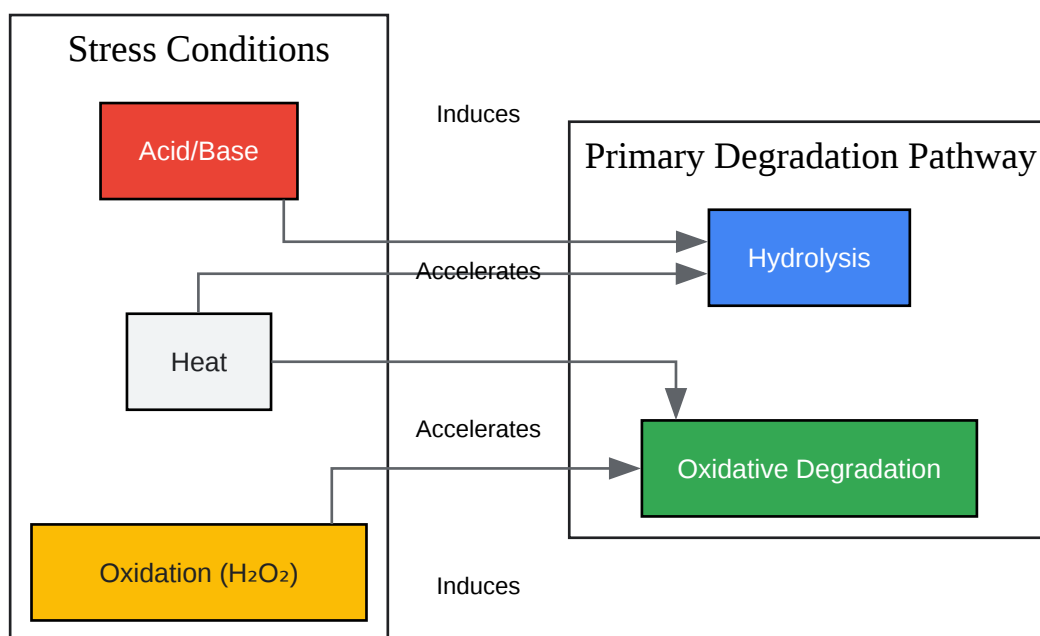 Stress Conditions
Acid/Base
Induces
Primary Degradation Pathway
Hydrolysis
Accelerates
Heat
Accelerates
Oxidative Degradation
Oxidation (H₂O₂)
Induces